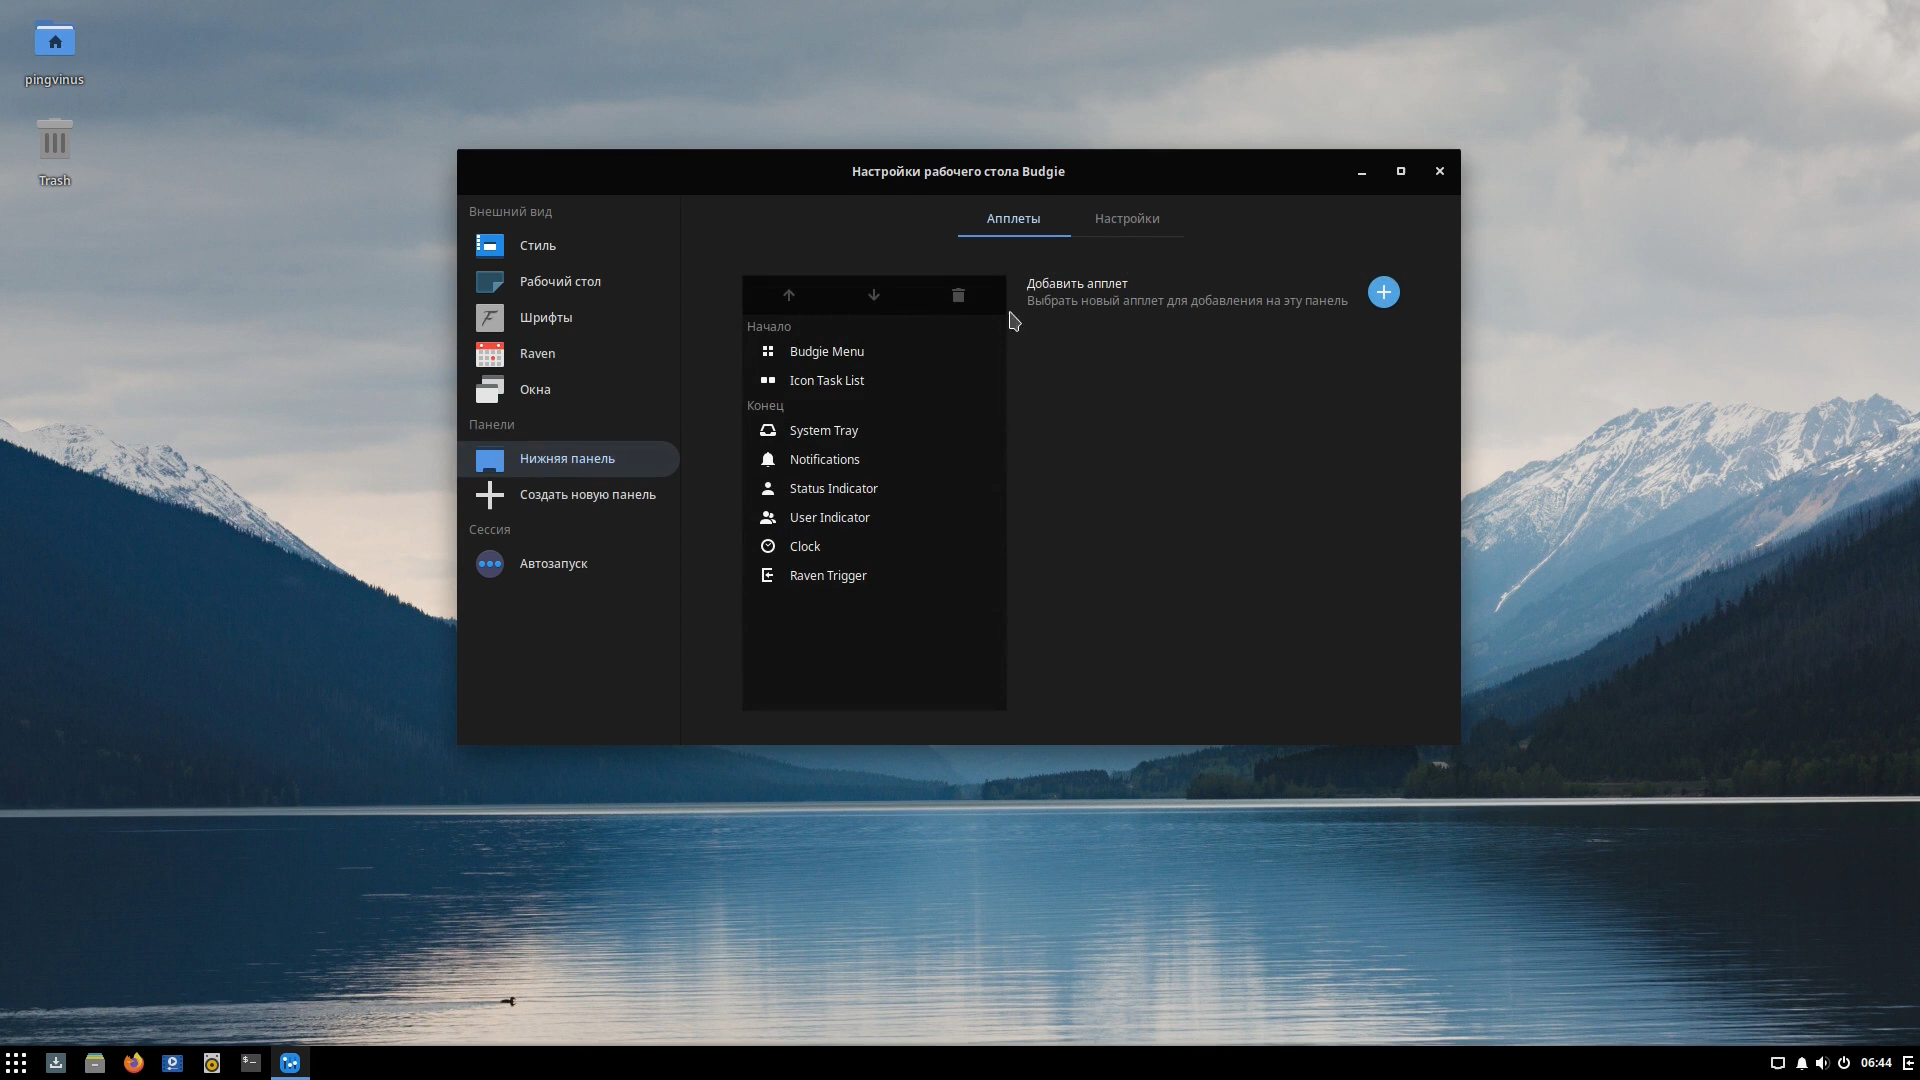 pingvinus
Trash
Настройки рабочего стола Budgie
Внешний вид
Стиль
Рабочий стол
Шрифты
Raven
Окна
Панели
Нижняя панель
Создать новую панель
Сессия
Автозапуск
Апплеты
Настройки
Начало
Budgie Menu
Icon Task List
Конец
System Tray
Notifications
Status Indicator
User Indicator
Clock
Raven Trigger
Добавить апплет
Выбрать новый апплет для добавления на эту панель
06:44